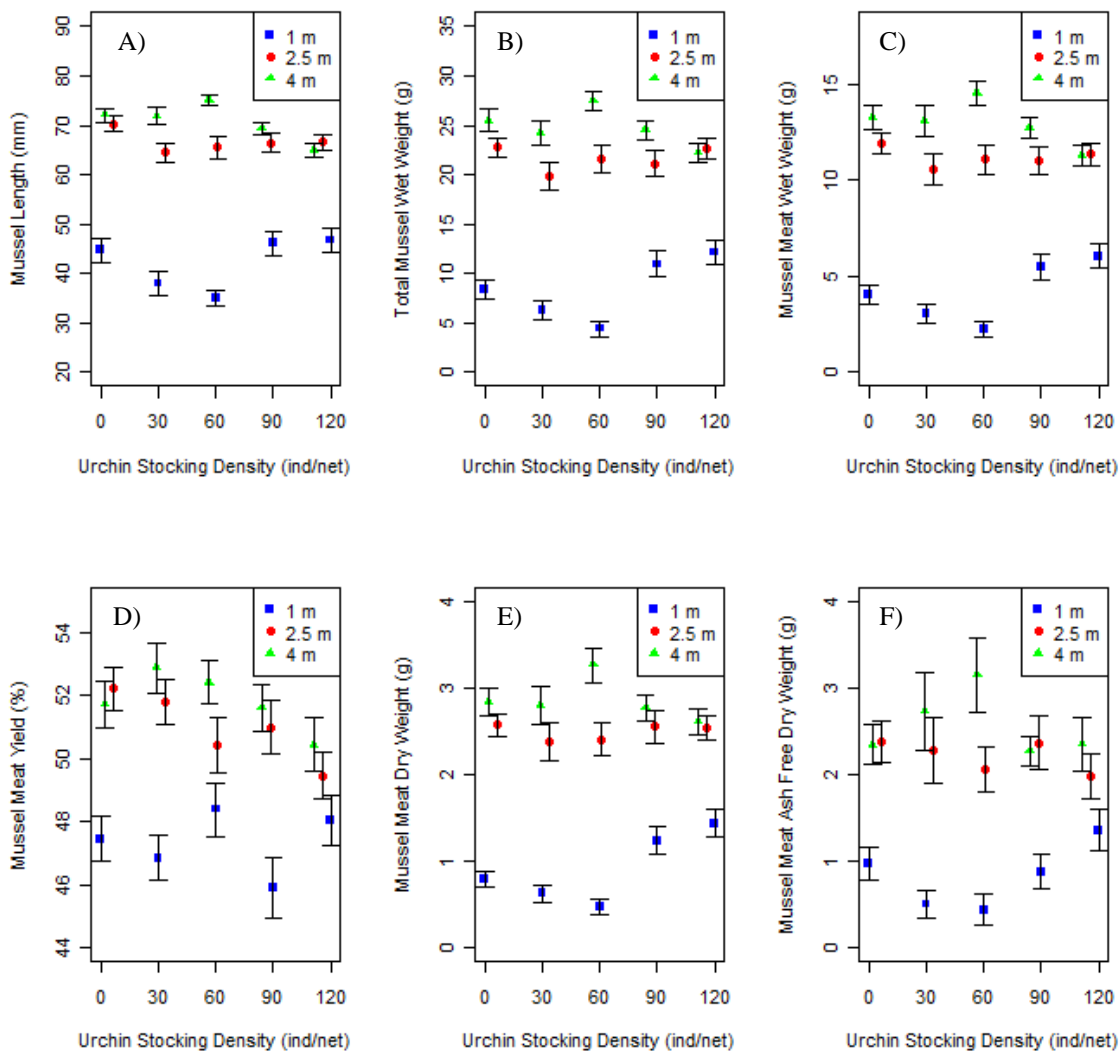 A)
1 m
2.5 m
4 m
Mussel Length (mm)
90
80
70
60
50
40
30
20
0 30 60 90 120
Urchin Stocking Density (ind/net)
B)
1 m
2.5 m
4 m
Total Mussel Wet Weight (g)
35
30
25
20
15
10
5
0
0 30 60 90 120
Urchin Stocking Density (ind/net)
C)
1 m
2.5 m
4 m
Mussel Meat Wet Weight (g)
15
10
5
0
0 30 60 90 120
Urchin Stocking Density (ind/net)
D)
1 m
2.5 m
4 m
Mussel Meat Yield (%)
54
52
50
48
46
44
0 30 60 90 120
Urchin Stocking Density (ind/net)
E)
1 m
2.5 m
4 m
Mussel Meat Dry Weight (g)
4
3
2
1
0
0 30 60 90 120
Urchin Stocking Density (ind/net)
F)
1 m
2.5 m
4 m
Mussel Meat Ash Free Dry Weight (g)
4
3
2
1
0
0 30 60 90 120
Urchin Stocking Density (ind/net)